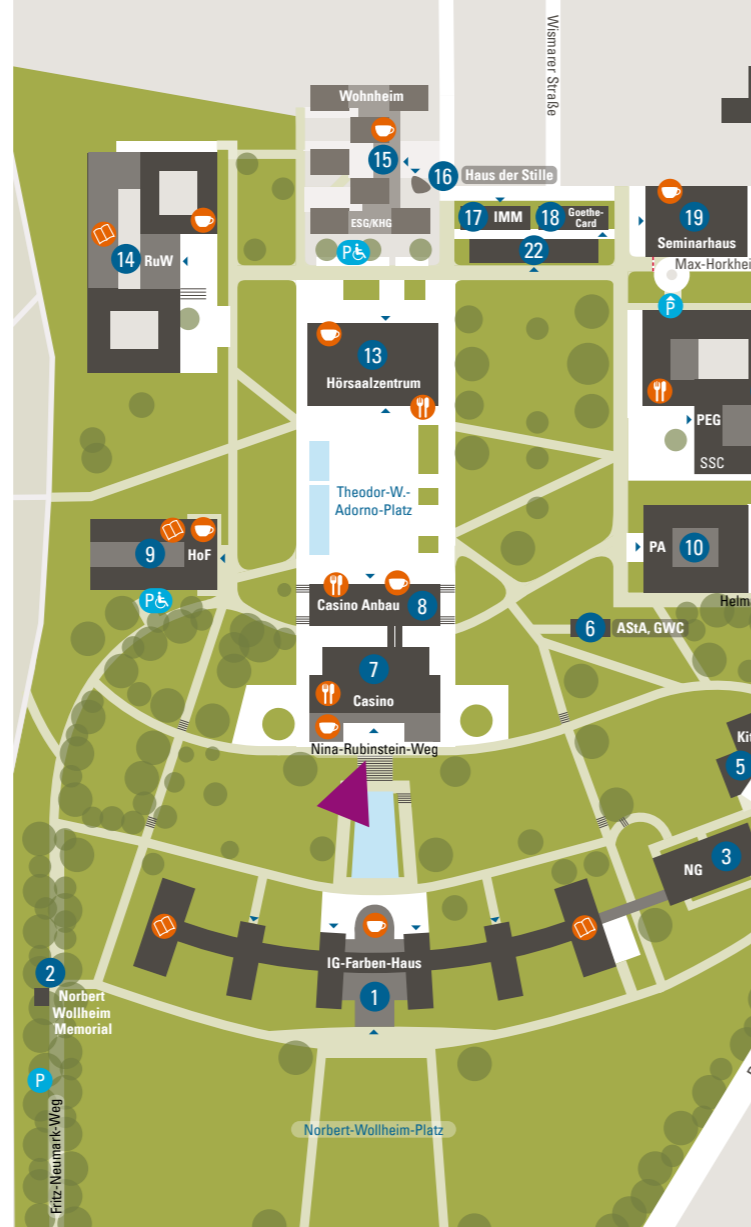 Wismarer Straße
Wohnheim
15
16 Haus der Stille
ESG/KHG
P
17 IMM
18 Goethe-
Card
22
19
Seminarhaus
Max-Horkhei
P
14 RuW
13
Hörsaalzentrum
PEG
SSC
Theodor-W.-
Adorno-Platz
9 HoF
P
PA 10
Helm
Casino Anbau 8
6 AStA, GWC
7
Casino
Nina-Rubinstein-Weg
Kit
5
NG 3
IG-Farben-Haus
1
2
Norbert
Wollheim
Memorial
P
Fritz-Neumark-Weg
Norbert-Wollheim-Platz